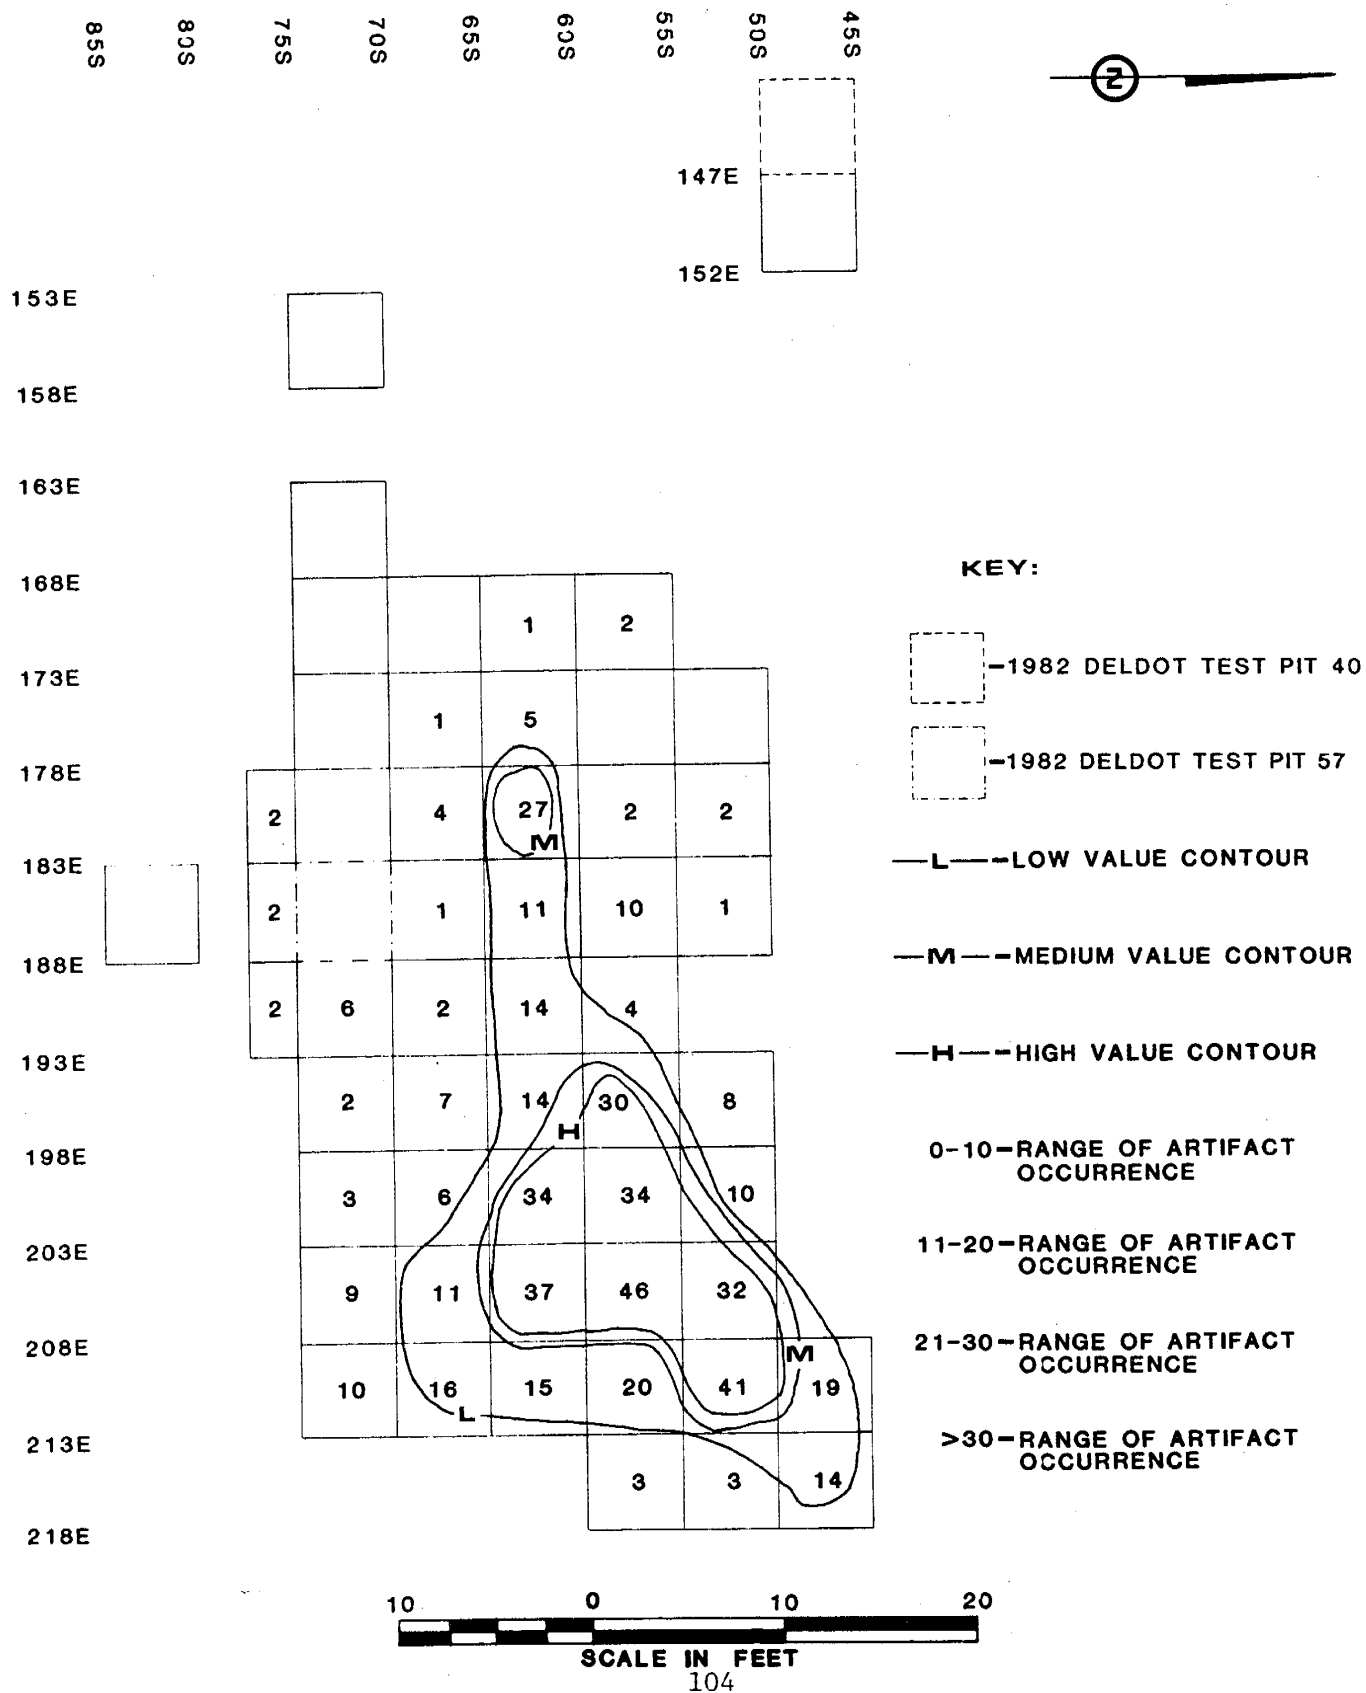 85S 80S 75S 70S 65S 60S 55S 50S 45S
N
147E
152E
153E
158E
163E
168E
1 2
173E
1 5
178E
2 4 27 2 2
M
183E
2 1 11 10 1
188E
2 6 2 14 4
193E
2 7 14 30 8
H
198E
3 6 34 34 10
203E
9 11 37 46 32
208E
M
10 16 15 20 41 19
L
213E
3 3 14
218E
KEY:
-1982 DELDOT TEST PIT 40
-1982 DELDOT TEST PIT 57
—L—-LOW VALUE CONTOUR
—M—-MEDIUM VALUE CONTOUR
—H—-HIGH VALUE CONTOUR
0-10-RANGE OF ARTIFACT
OCCURRENCE
11-20-RANGE OF ARTIFACT
OCCURRENCE
21-30-RANGE OF ARTIFACT
OCCURRENCE
>30-RANGE OF ARTIFACT
OCCURRENCE
10 0 10 20
SCALE IN FEET
104